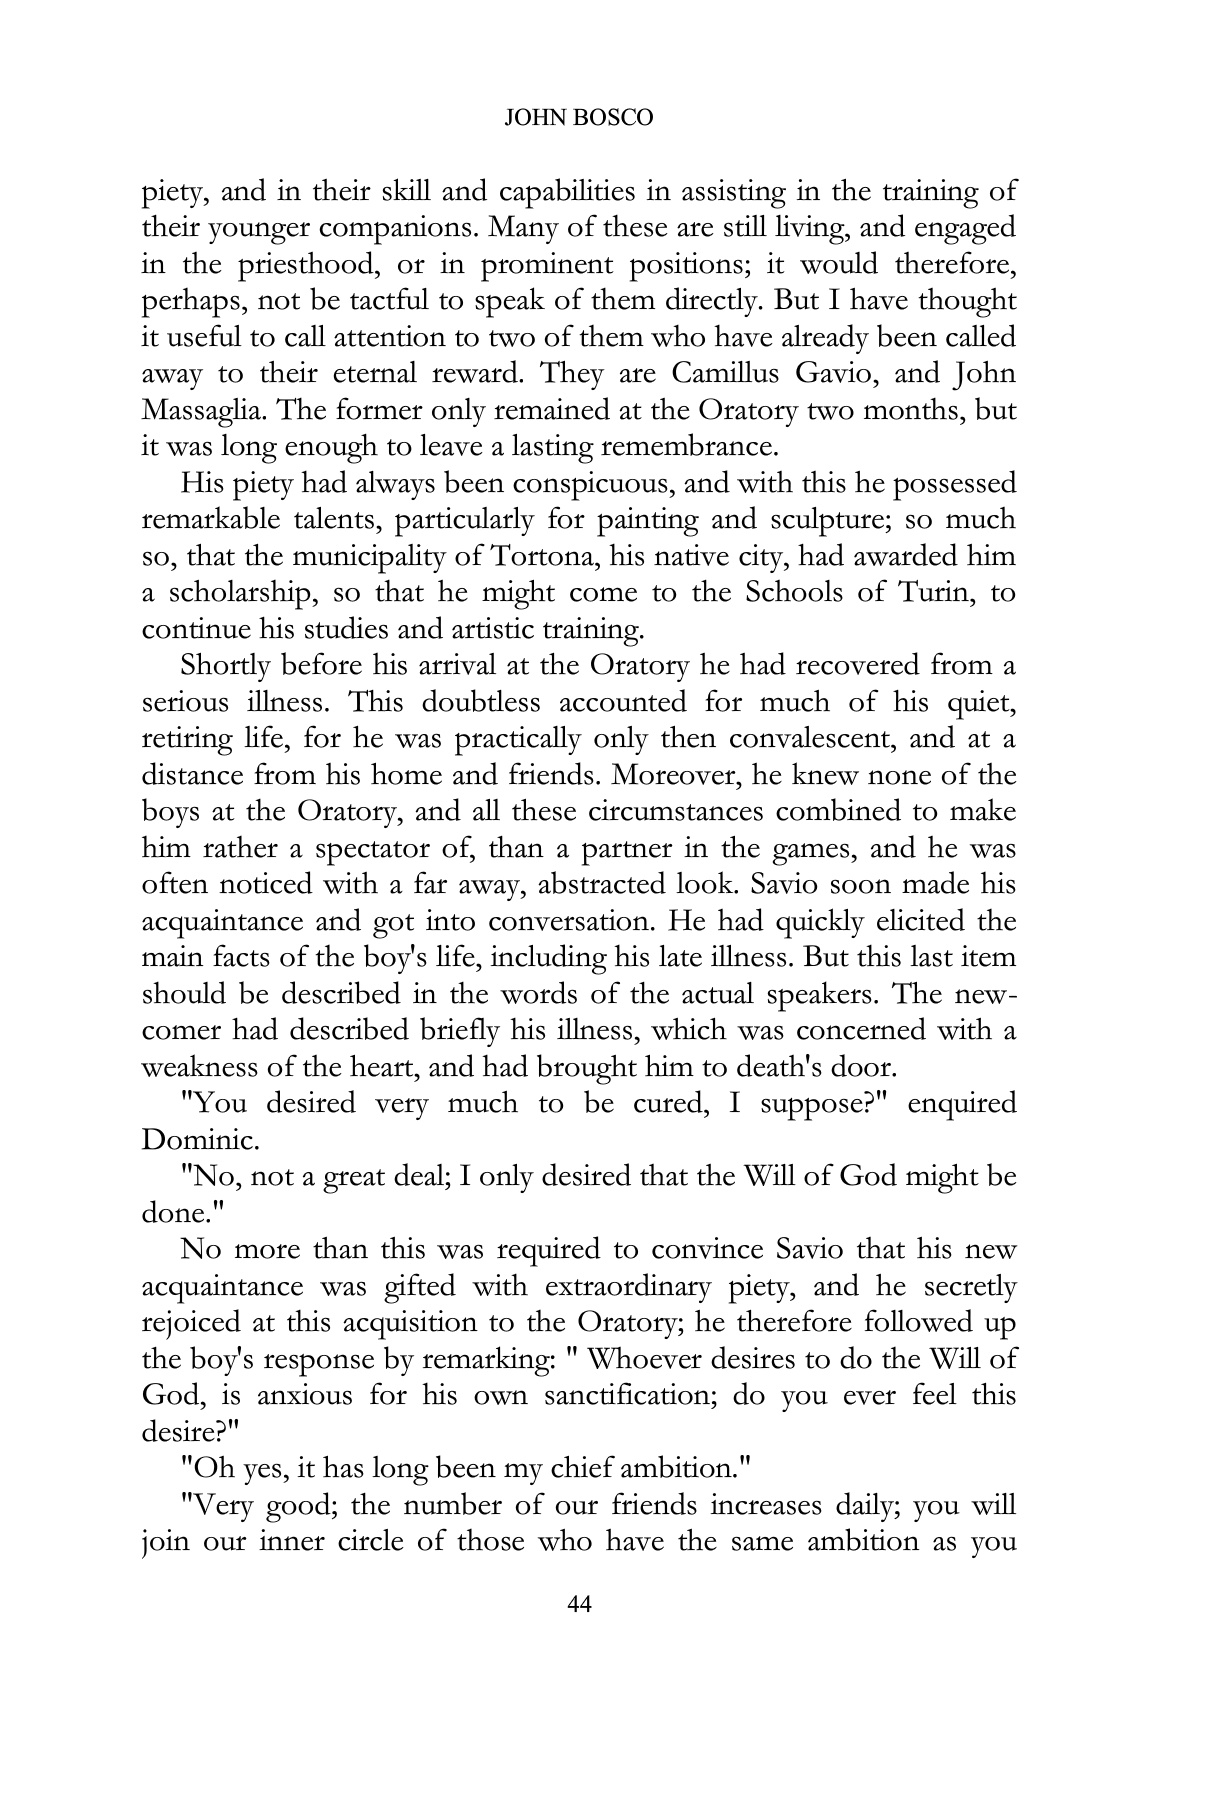 JOHN BOSCO
piety, and in their skill and capabilities in assisting in the training of
their younger companions. Many of these are still living, and engaged
in the priesthood, or in prominent positions; it would therefore,
perhaps, not be tactful to speak of them directly. But I have thought
it useful to call attention to two of them who have already been called
away to their eternal reward. They are Camillus Gavio, and John
Massaglia. The former only remained at the Oratory two months, but
it was long enough to leave a lasting remembrance.
His piety had always been conspicuous, and with this he possessed
remarkable talents, particularly for painting and sculpture; so much
so, that the municipality of Tortona, his native city, had awarded him
a scholarship, so that he might come to the Schools of Turin, to
continue his studies and artistic training.
Shortly before his arrival at the Oratory he had recovered from a
serious illness. This doubtless accounted for much of his quiet,
retiring life, for he was practically only then convalescent, and at a
distance from his home and friends. Moreover, he knew none of the
boys at the Oratory, and all these circumstances combined to make
him rather a spectator of, than a partner in the games, and he was
often noticed with a far away, abstracted look. Savio soon made his
acquaintance and got into conversation. He had quickly elicited the
main facts of the boy's life, including his late illness. But this last item
should be described in the words of the actual speakers. The new-
comer had described briefly his illness, which was concerned with a
weakness of the heart, and had brought him to death's door.
"You desired very much to be cured, I suppose?" enquired
Dominic.
"No, not a great deal; I only desired that the Will of God might be
done."
No more than this was required to convince Savio that his new
acquaintance was gifted with extraordinary piety, and he secretly
rejoiced at this acquisition to the Oratory; he therefore followed up
the boy's response by remarking: " Whoever desires to do the Will of
God, is anxious for his own sanctification; do you ever feel this
desire?"
"Oh yes, it has long been my chief ambition."
"Very good; the number of our friends increases daily; you will
join our inner circle of those who have the same ambition as you
44